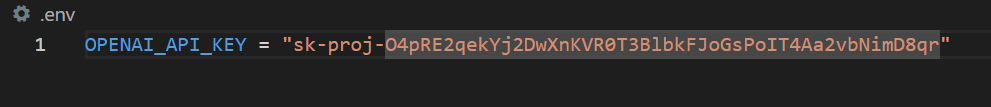 .env
1 OPENAI_API_KEY = "sk-proj-O4pRE2qekYj2DwXnKVR0T3BlbkFJoGsPoIT4Aa2vbNimD8qr"